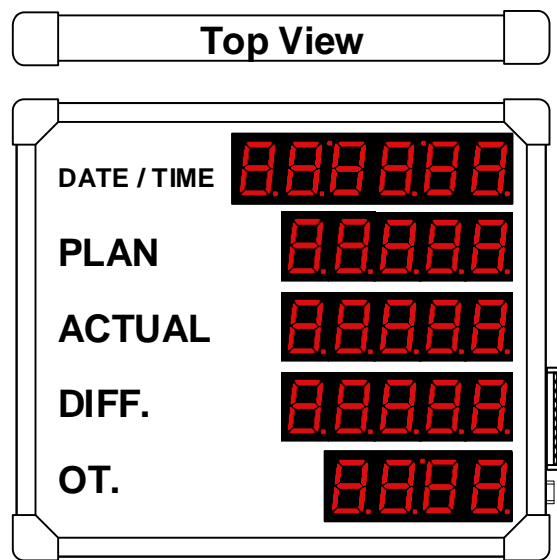 Top View
DATE / TIME
PLAN
ACTUAL
DIFF.
OT.